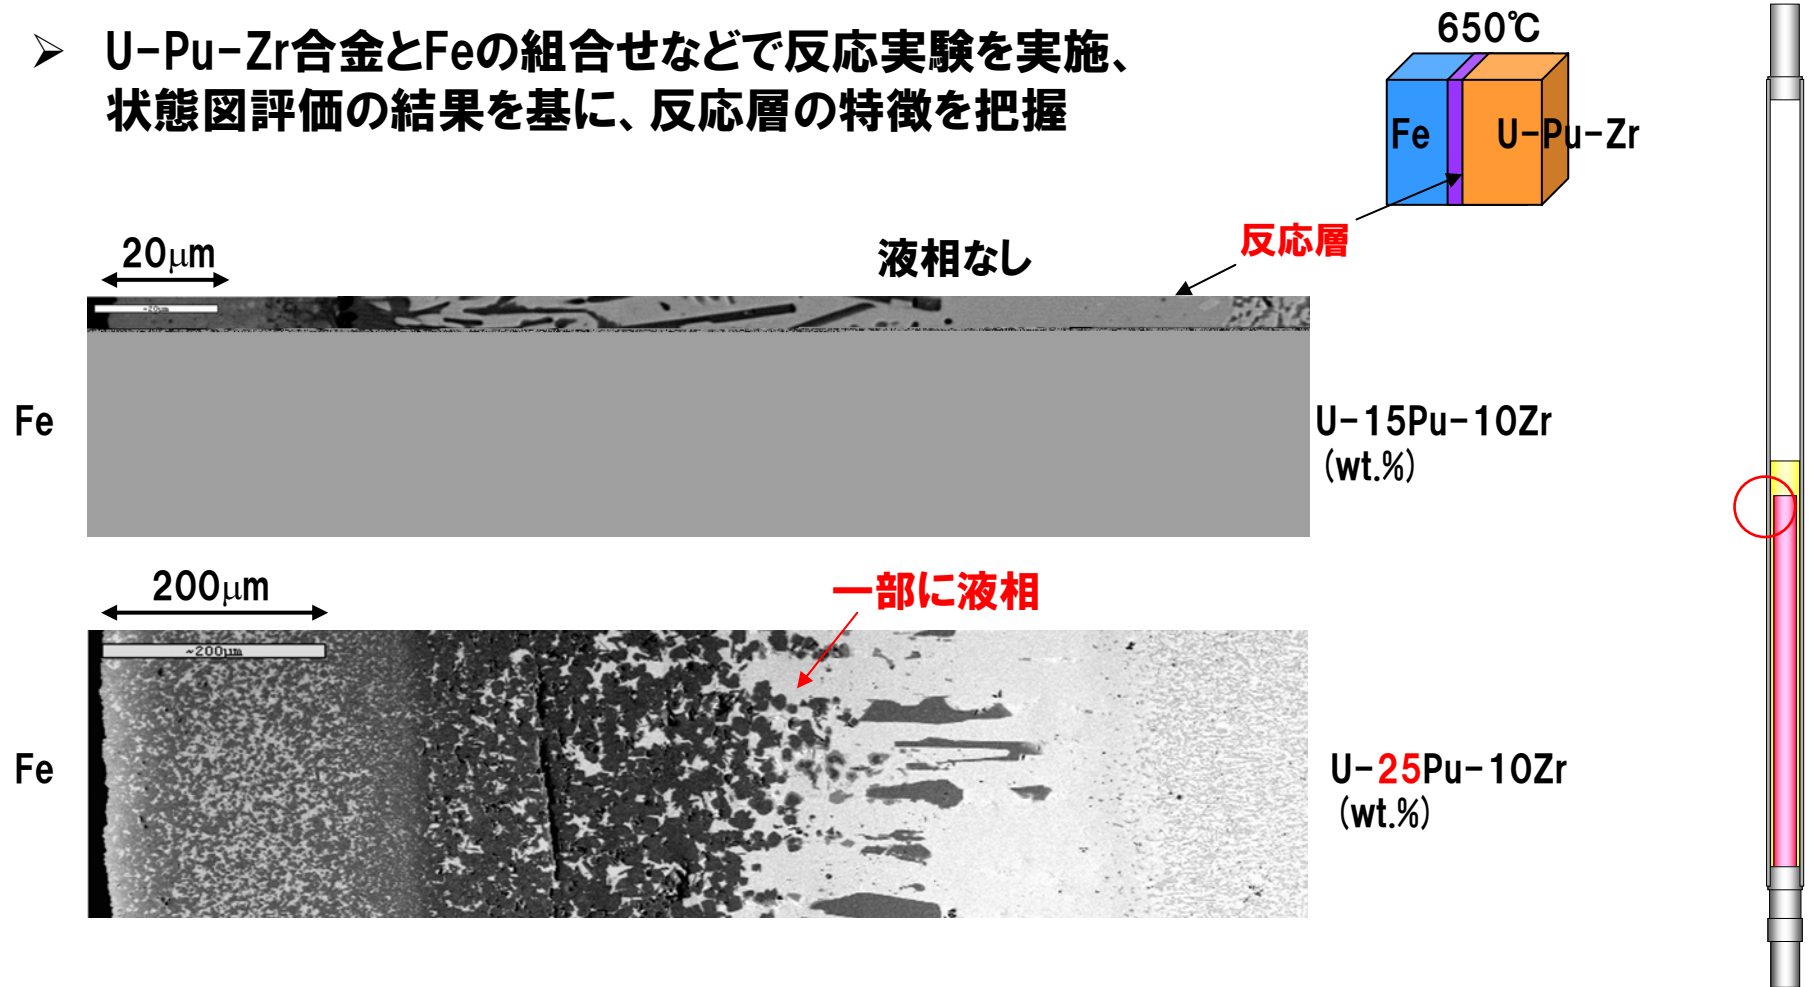 ➢ U-Pu-Zr合金とFeの組合せなどで反応実験を実施、
状態図評価の結果を基に、反応層の特徴を把握
650℃
Fe
U-Pu-Zr
反応層
20μm
液相なし
~20μm
Fe
U-15Pu-10Zr
(wt.%)
200μm
一部に液相
~200μm
Fe
U-25Pu-10Zr
(wt.%)